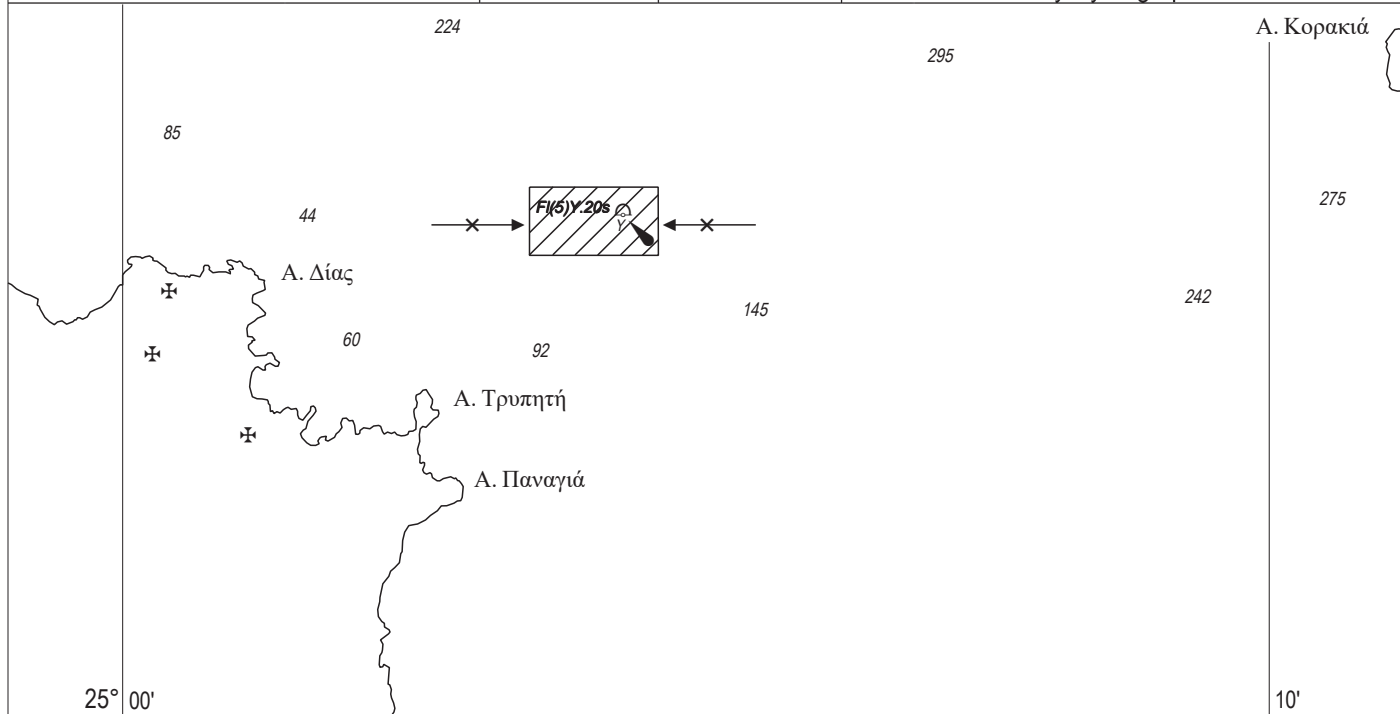 224
Α. Κορακιά
295
85
Fl(5)Y.20s
275
44
Y
Α. Δίας
242
145
60
92
Α. Τρυπητή
Α. Παναγιά
25° 00'
10'